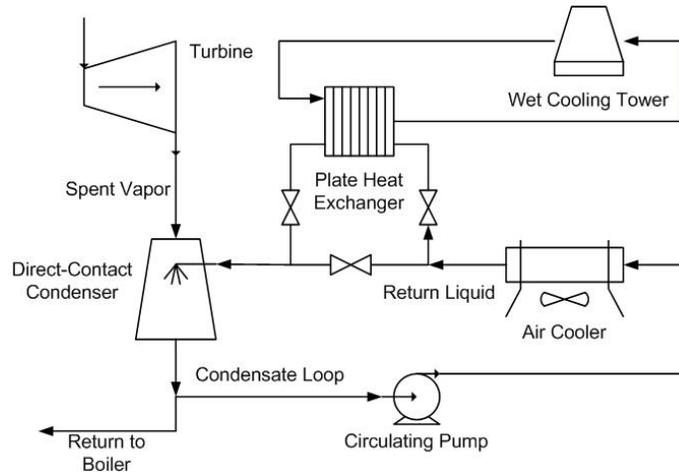 Turbine
Wet Cooling Tower
Spent Vapor
Plate Heat
Exchanger
Direct-Contact
Condenser
Return Liquid
Air Cooler
Condensate Loop
Return to
Boiler
Circulating Pump